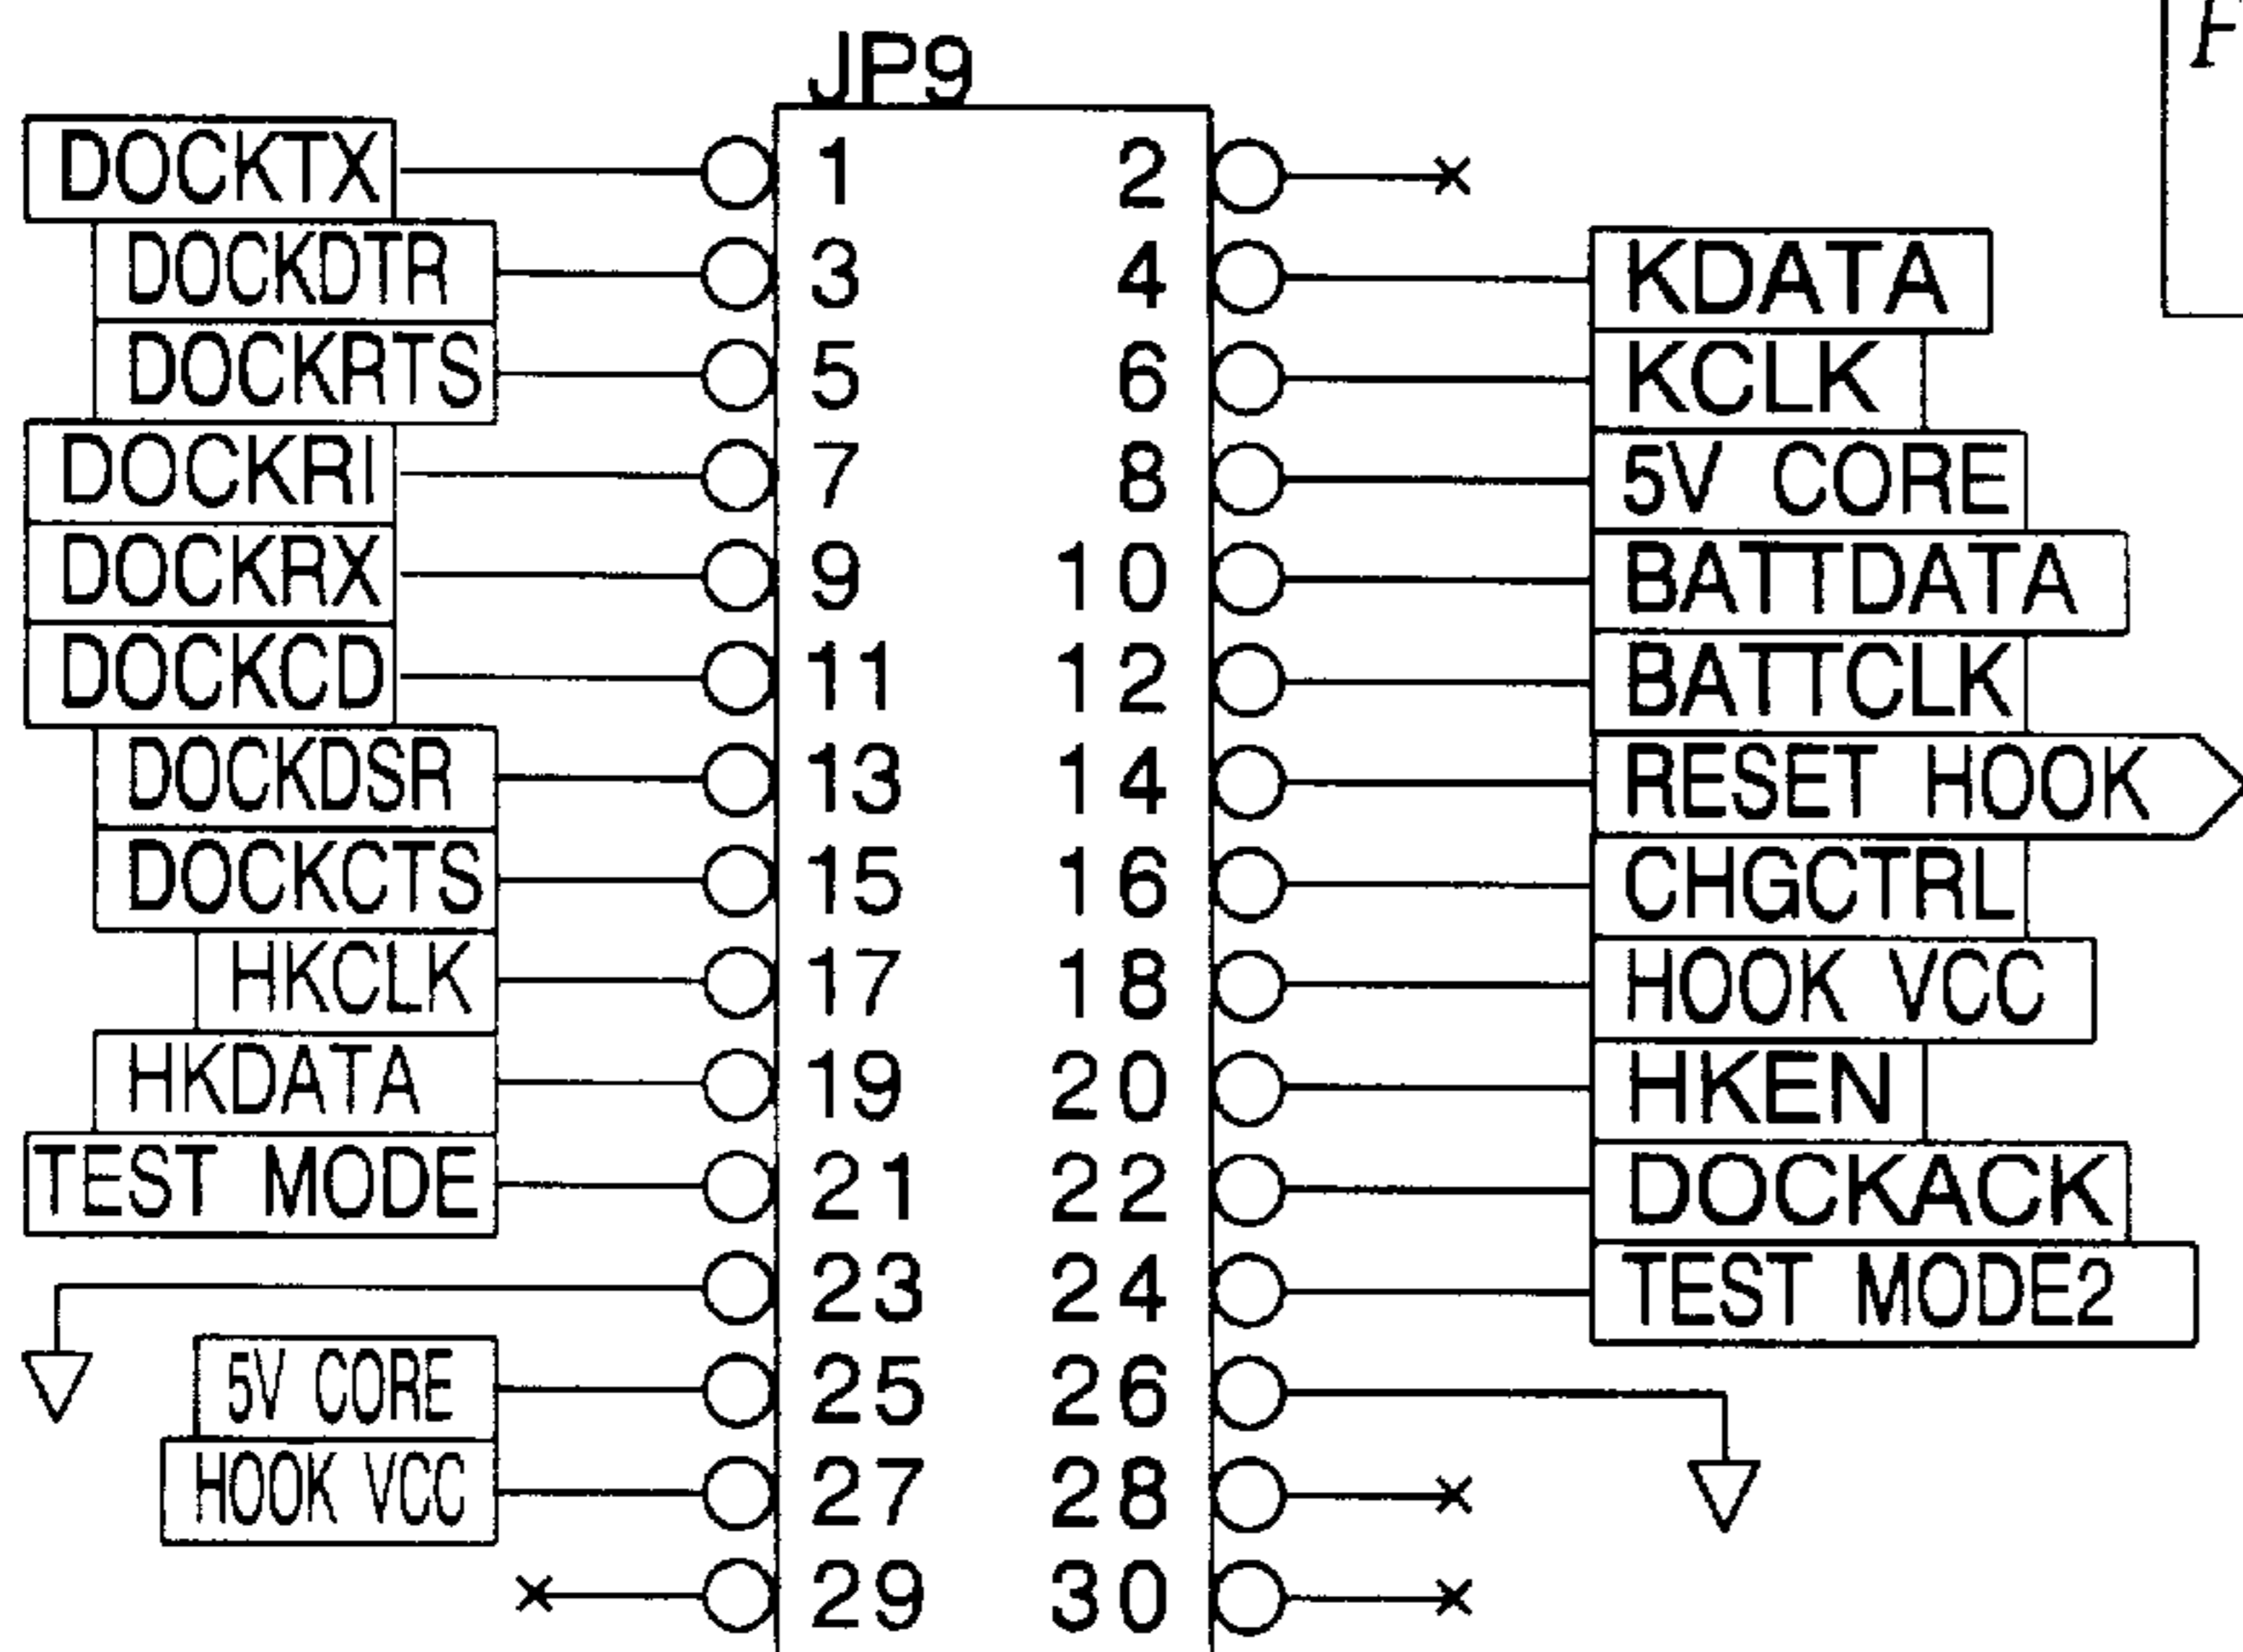 F
JP9
DOCKTX 1 2
DOCKDTR 3 4 KDATA
DOCKRTS 5 6 KCLK
DOCKRI 7 8 5V CORE
DOCKRX 9 10 BATTDATA
DOCKCD 11 12 BATTCLK
DOCKDSR 13 14 RESET HOOK
DOCKCTS 15 16 CHGCTRL
HKCLK 17 18 HOOK VCC
HKDATA 19 20 HKEN
TEST MODE 21 22 DOCKACK
23 24 TEST MODE2
5V CORE 25 26
HOOK VCC 27 28
29 30